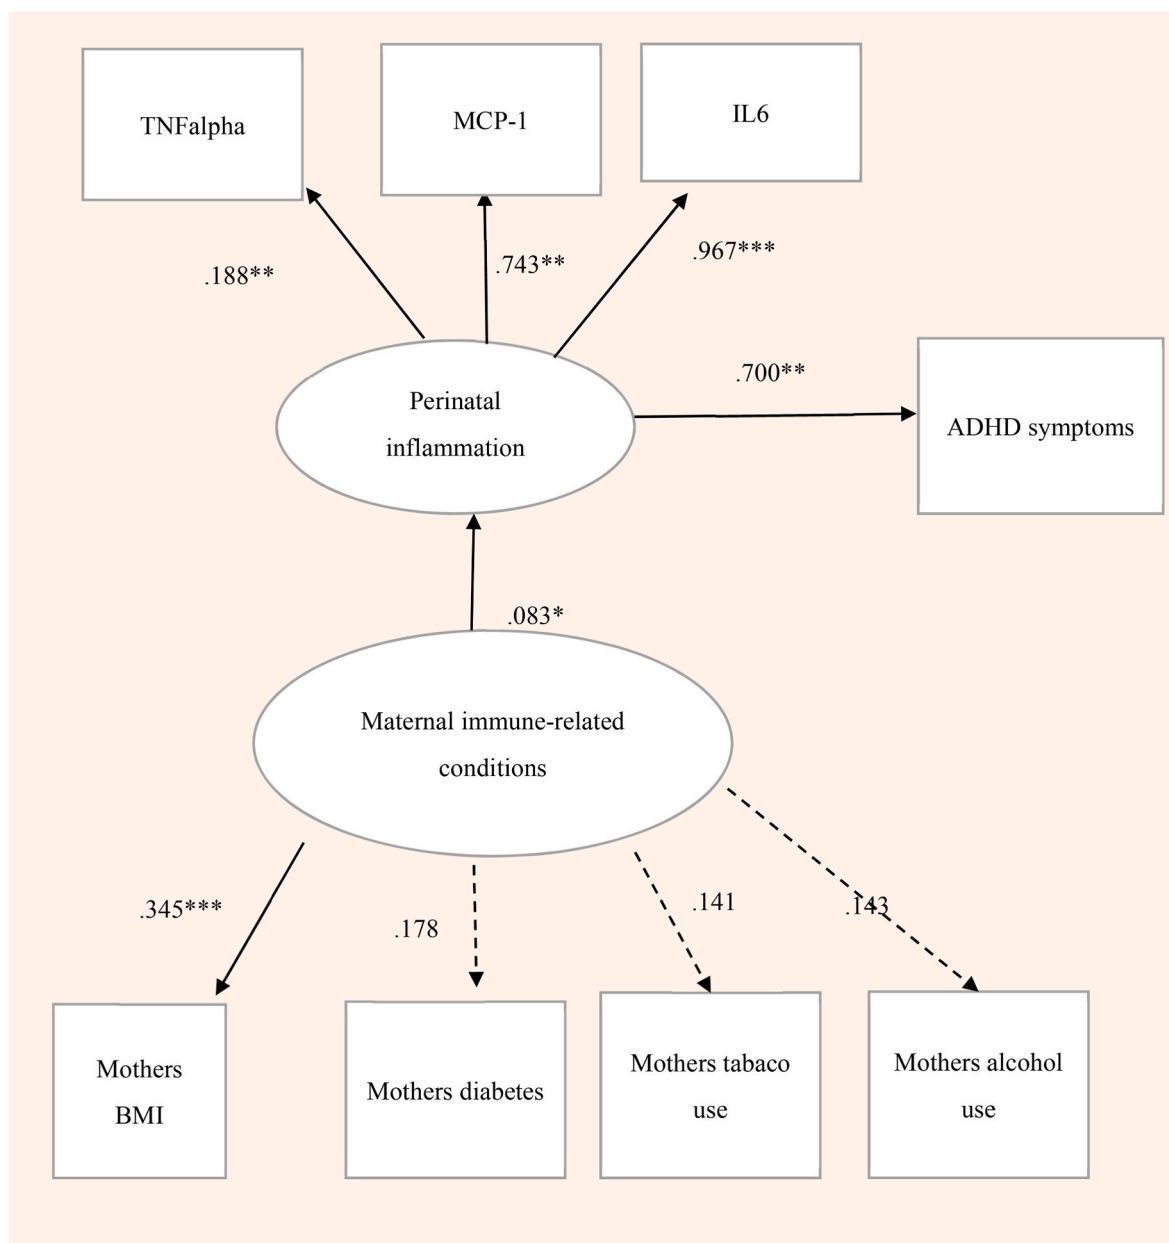 TNFalpha
MCP-1
IL6
.188**
.743**
.967***
.700**
Perinatal
inflammation
ADHD symptoms
.083*
Maternal immune-related
conditions
.345***
.178
.141
.143
Mothers
BMI
Mothers diabetes
Mothers tabaco
use
Mothers alcohol
use